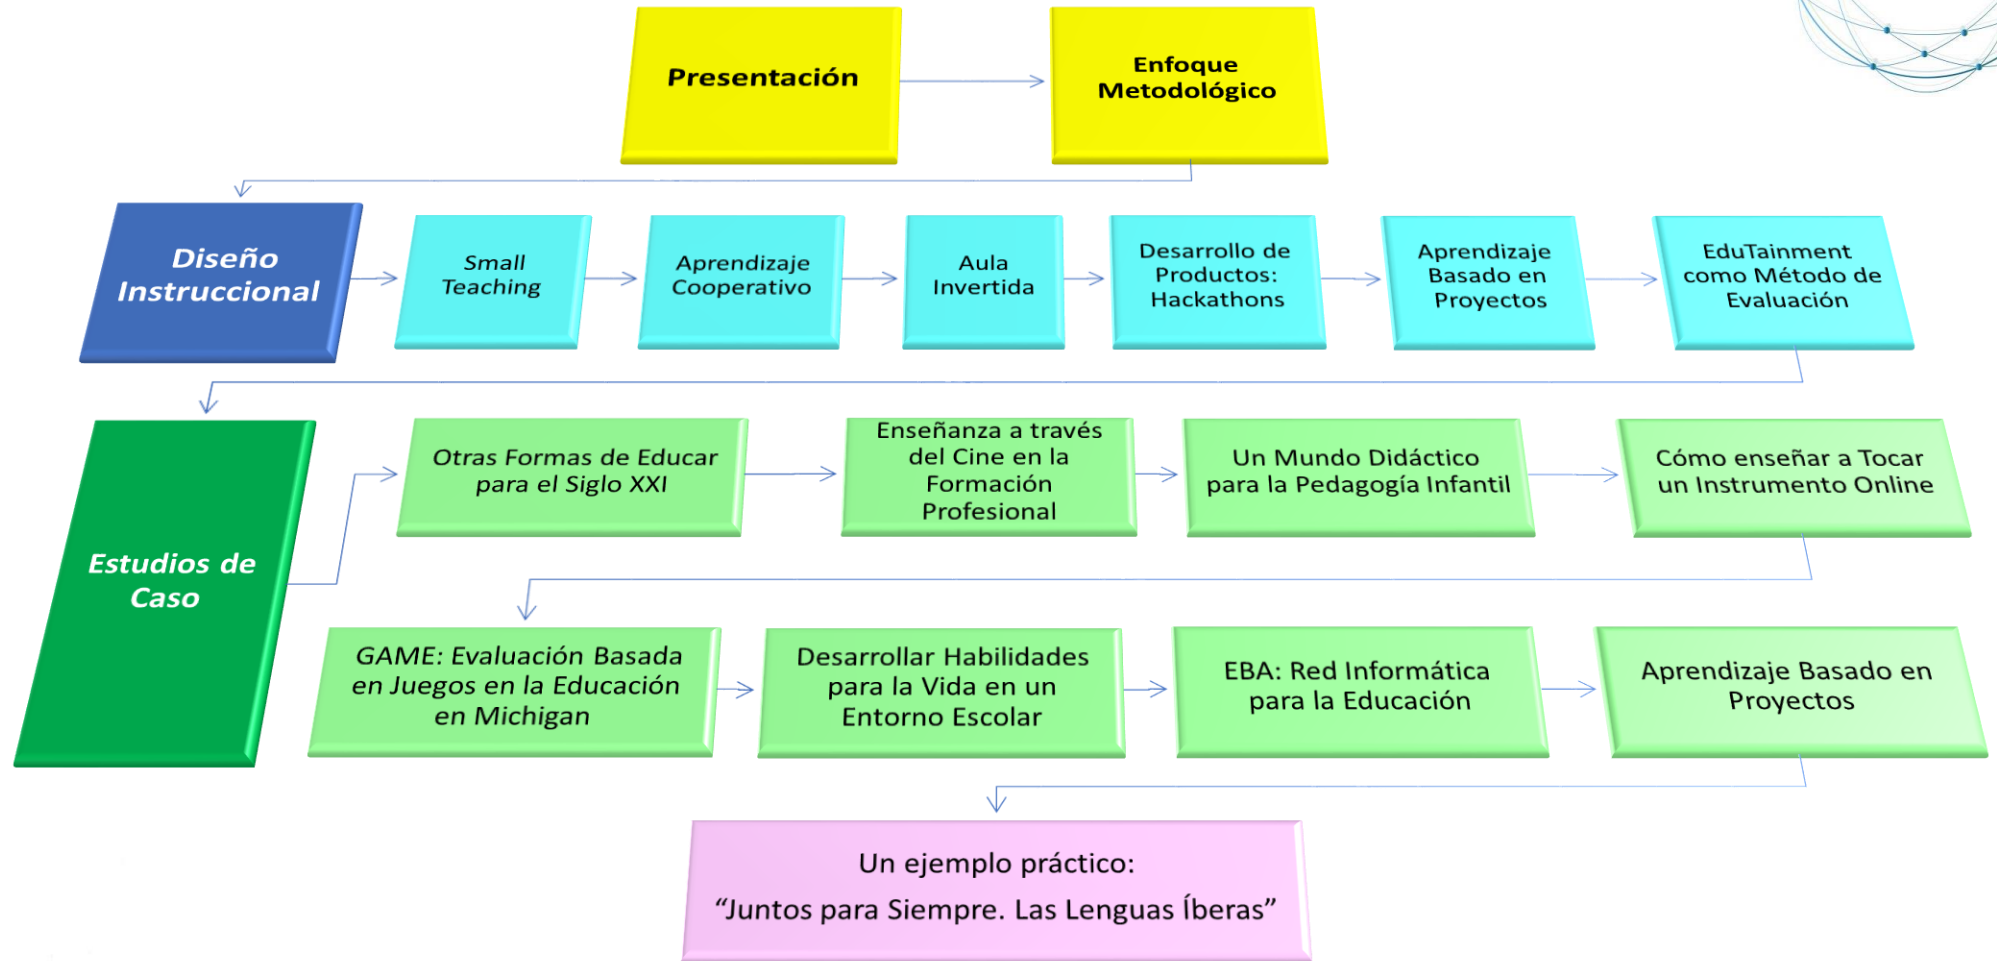 Presentación
Enfoque
Metodológico
Diseño
Instruccional
Small
Teaching
Aprendizaje
Cooperativo
Aula
Invertida
Desarrollo de
Productos:
Hackathons
Aprendizaje
Basado en
Proyectos
EduTainment
como Método de
Evaluación
Estudios de
Caso
Otras Formas de Educar
para el Siglo XXI
Enseñanza a través
del Cine en la
Formación
Profesional
Un Mundo Didáctico
para la Pedagogía Infantil
Cómo enseñar a Tocar
un Instrumento Online
GAME: Evaluación Basada
en Juegos en la Educación
en Michigan
Desarrollar Habilidades
para la Vida en un
Entorno Escolar
EBA: Red Informática
para la Educación
Aprendizaje Basado en
Proyectos
Un ejemplo práctico:
“Juntos para Siempre. Las Lenguas Íberas”